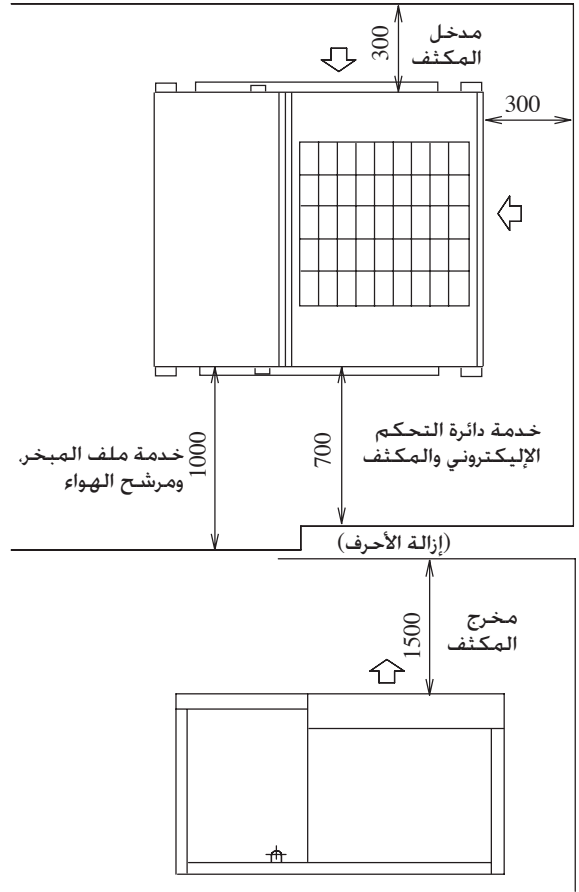 مدخل
المكثف
300
300
خدمة دائرة التحكم
الإليكتروني والمكثف
700
1000
خدمة ملف المبخر,
ومرشح الهواء
(إزالة الأحرف)
مخرج
المكثف
1500